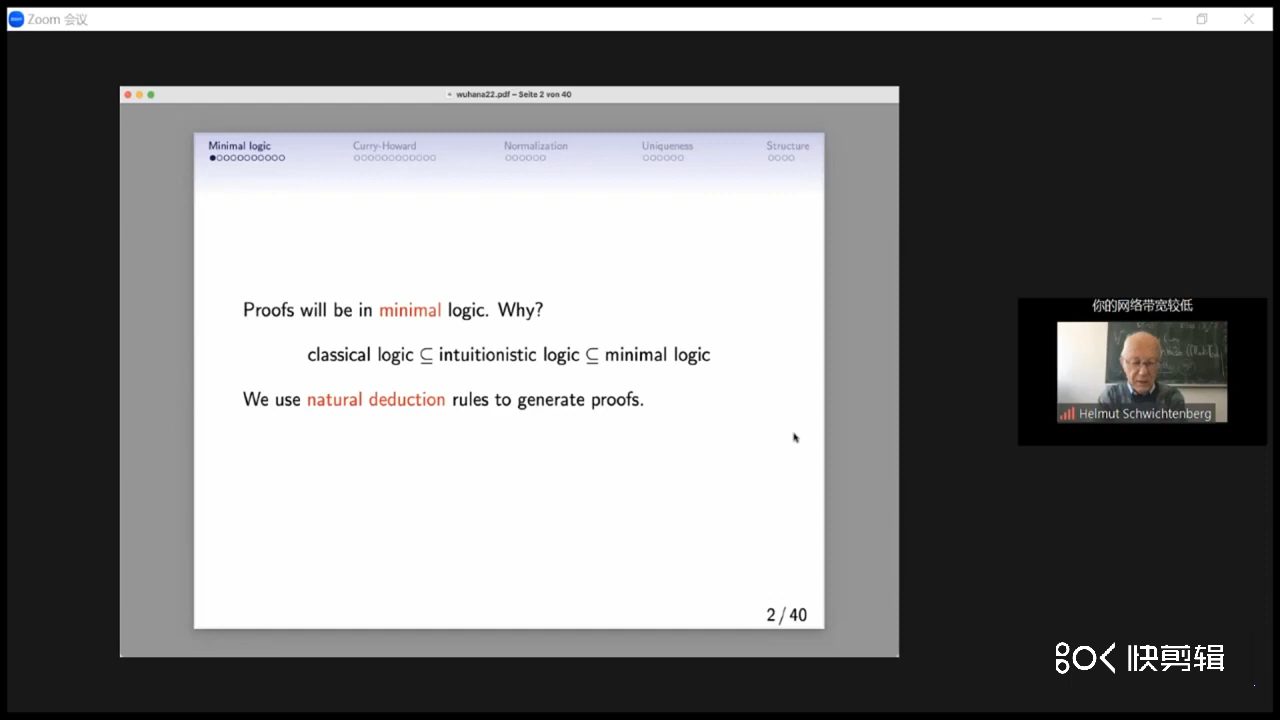 Zoom 会议
wuhana22.pdf – Seite 2 von 40
Minimal logic
Curry-Howard
Normalization
Uniqueness
Structure
Proofs will be in minimal logic. Why?
classical logic ⊆ intuitionistic logic ⊆ minimal logic
We use natural deduction rules to generate proofs.
2 / 40
你的网络带宽较低
Helmut Schwichtenberg
快剪辑